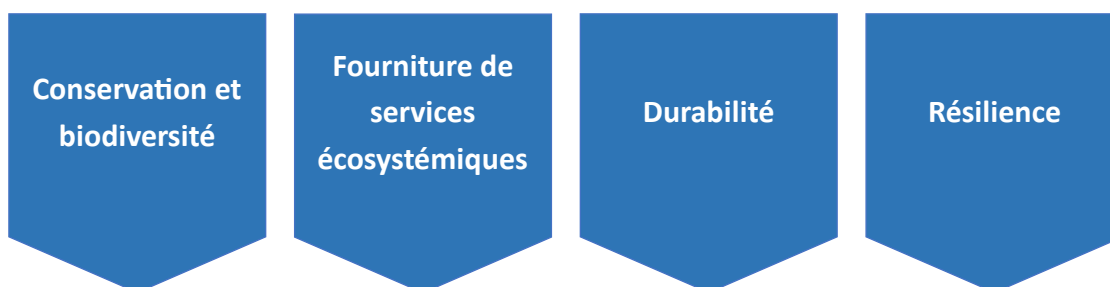 Conservation et
biodiversité
Fourniture de
services
écosystémiques
Durabilité
Résilience